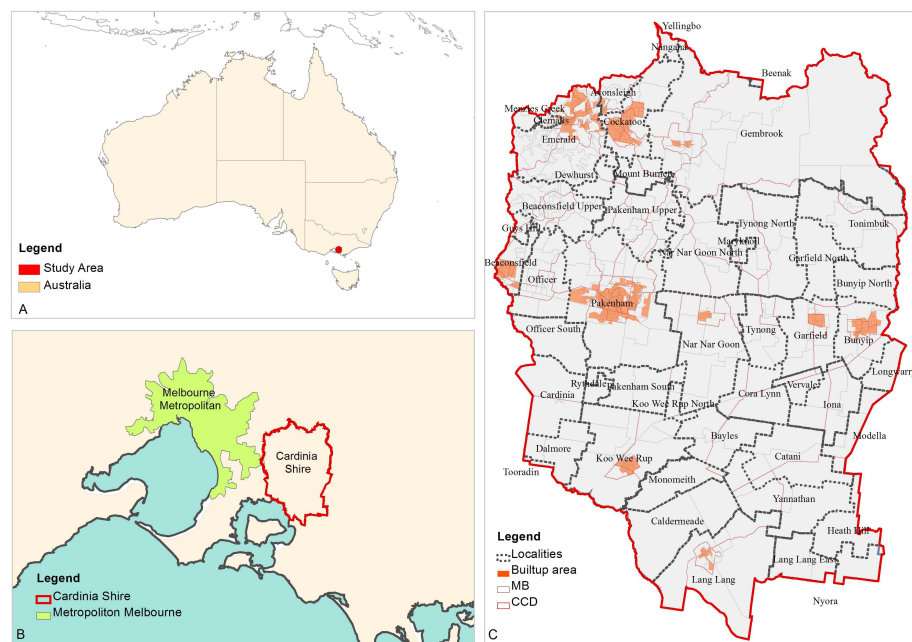 Legend
Study Area
Australia
A
Melbourne
Metropolitan
Cardinia
Shire
Legend
Cardinia Shire
Metropoliton Melbourne
B
Yellingbo
Nangana
Beenak
Avonsleigh
Menzies Creek
Clematis
Cockatoo
Emerald
Gembrook
Dewhurst
Mount Burnett
Beaconsfield Upper
Pakenham Upper
Tynong North
Tonimbuk
Guys Hill
Maryknoll
Nar Nar Goon North
Garfield North
Beaconsfield
Officer
Bunyip North
Pakenham
Officer South
Nar Nar Goon
Tynong
Garfield
Bunyip
Longwarry
Rythdale
Pakenham South
Cardinia
Koo Wee Rup North
Cora Lynn
Vervale
Iona
Bayles
Modella
Dalmore
Koo Wee Rup
Catani
Tooradin
Monomeith
Yannathan
Caldermeade
Heath Hill
Lang Lang East
Lang Lang
Nyora
Legend
Localities
Builtup area
MB
CCD
C